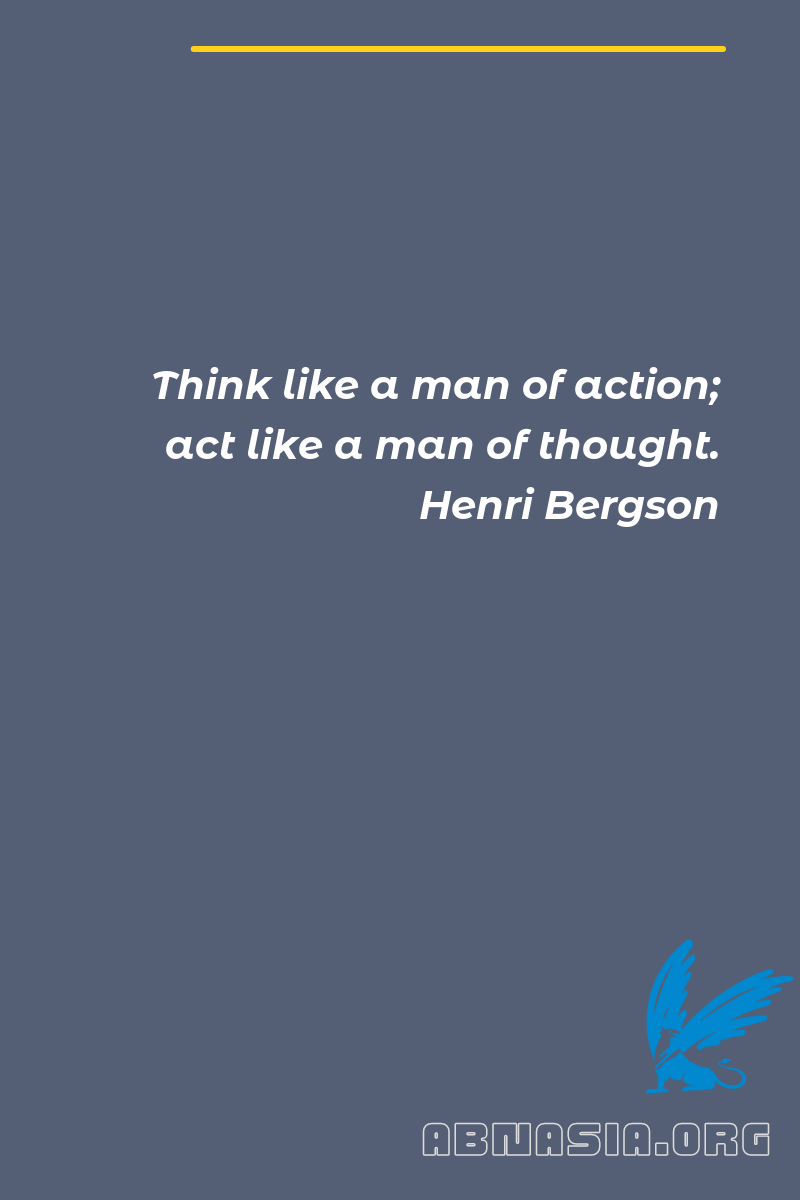 Think like a man of action;
act like a man of thought.
Henri Bergson
ABNASIA.ORG